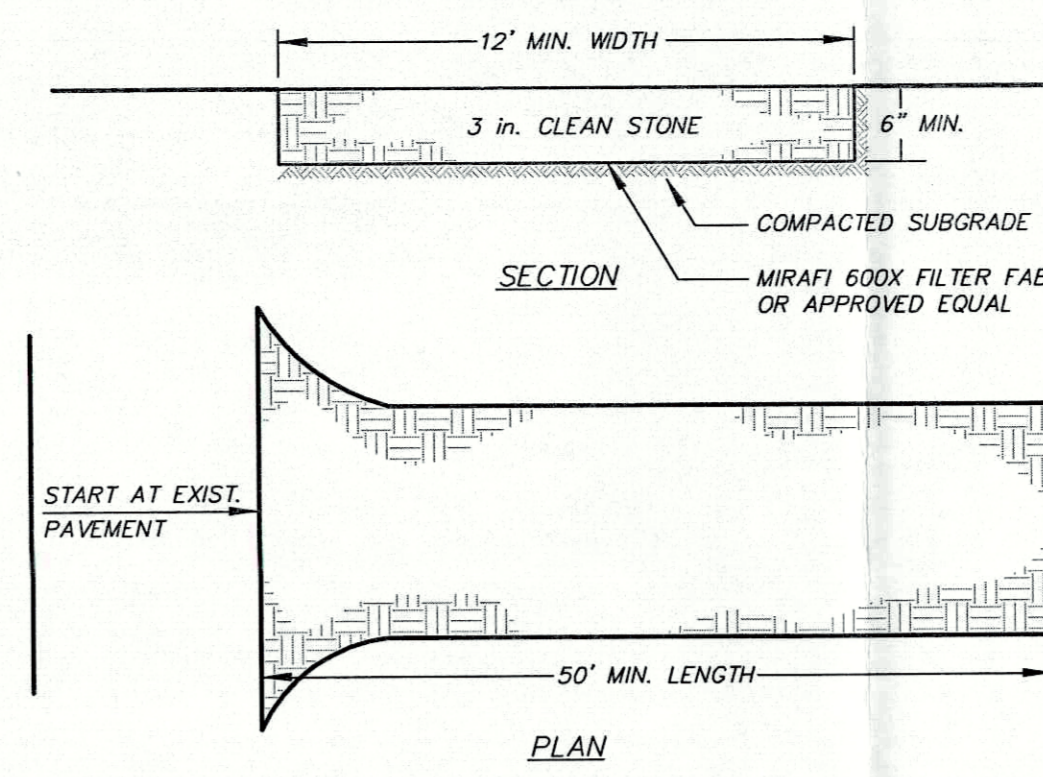 12' MIN. WIDTH
3 in. CLEAN STONE
6" MIN.
COMPACTED SUBGRADE
SECTION
MIRAFI 600X FILTER FAB
OR APPROVED EQUAL
START AT EXIST.
PAVEMENT
50' MIN. LENGTH
PLAN